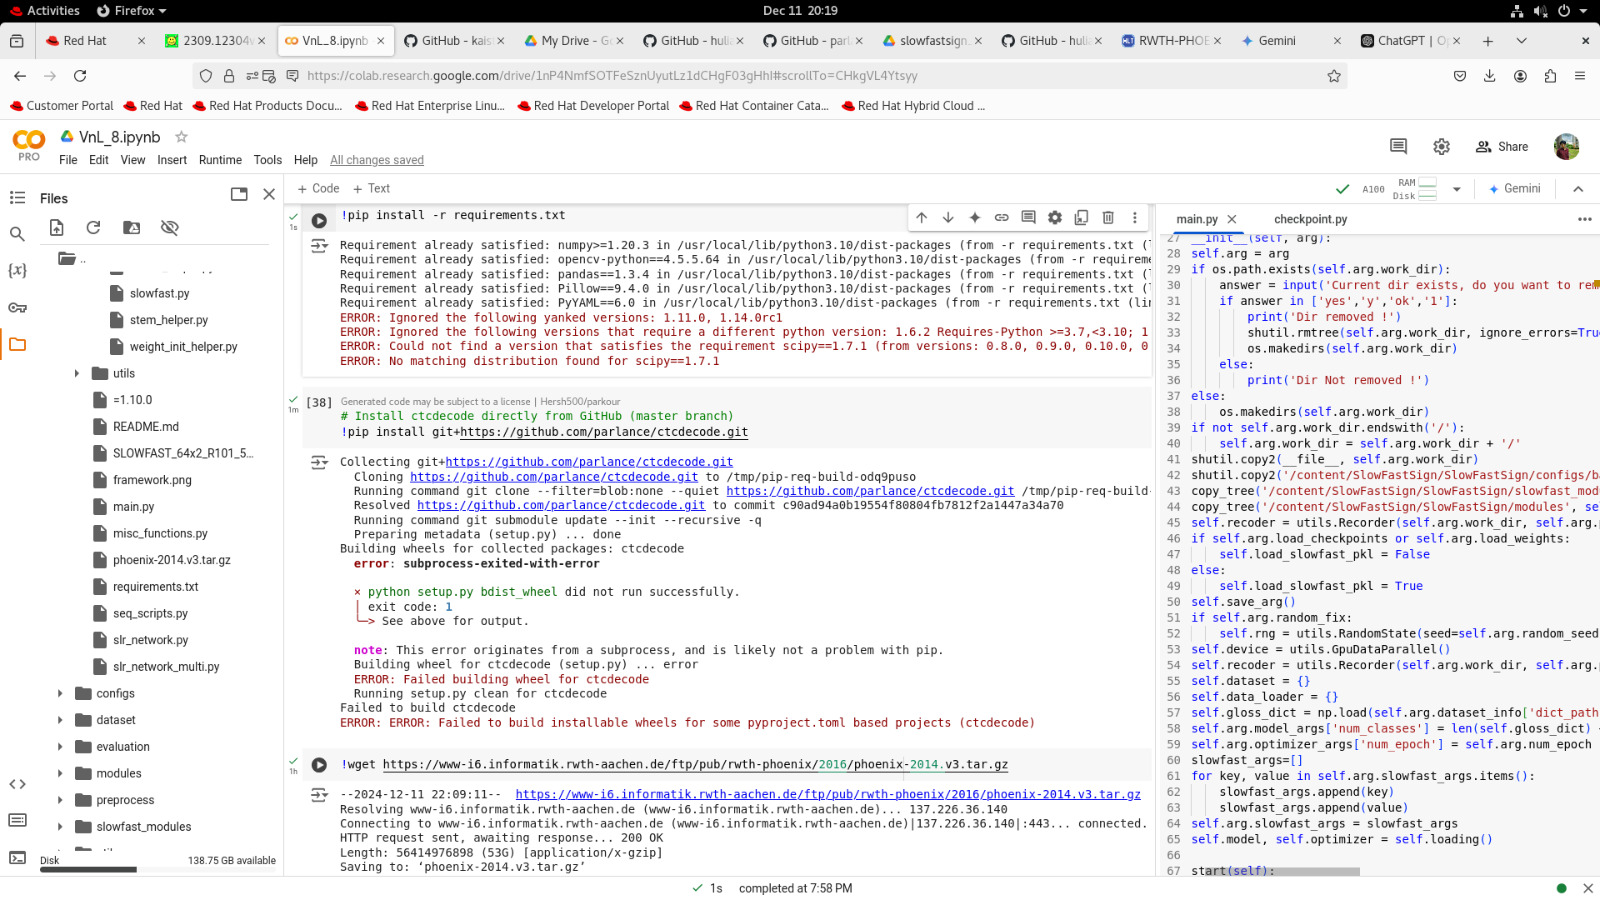 Activities
Firefox
Dec 11 20:19
Red Hat
2309.12304v
VnL_8.ipynb
GitHub - kais
My Drive - Go
GitHub - hulia
GitHub - parla
slowfastsign.
GitHub - hulia
HLT
RWTH-PHOE
Gemini
ChatGPT | Op
https://colab.research.google.com/drive/1nP4NmfSOTFeSznUyutLz1dCHgF03gHhI#scrollTo=CHkgVL4Ytsyy
Customer Portal
Red Hat
Red Hat Products Docu...
Red Hat Enterprise Linu...
Red Hat Developer Portal
Red Hat Container Cata...
Red Hat Hybrid Cloud ...
PRO
VnL_8.ipynb
File Edit View Insert Runtime Tools Help All changes saved
Share
Files
+ Code + Text
A100
RAM
Disk
Gemini
..
slowfast.py
stem_helper.py
weight_init_helper.py
utils
=1.10.0
README.md
SLOWFAST_64x2_R101_5...
framework.png
main.py
misc_functions.py
phoenix-2014.v3.tar.gz
requirements.txt
seq_scripts.py
slr_network.py
slr_network_multi.py
configs
dataset
evaluation
modules
preprocess
slowfast_modules
Disk
138.75 GB available
1s
!pip install -r requirements.txt
Requirement already satisfied: numpy>=1.20.3 in /usr/local/lib/python3.10/dist-packages (from -r requirements.txt (l
Requirement already satisfied: opencv-python==4.5.5.64 in /usr/local/lib/python3.10/dist-packages (from -r requireme
Requirement already satisfied: pandas==1.3.4 in /usr/local/lib/python3.10/dist-packages (from -r requirements.txt (l
Requirement already satisfied: Pillow==9.4.0 in /usr/local/lib/python3.10/dist-packages (from -r requirements.txt (l
Requirement already satisfied: PyYAML==6.0 in /usr/local/lib/python3.10/dist-packages (from -r requirements.txt (lin
ERROR: Ignored the following yanked versions: 1.11.0, 1.14.0rc1
ERROR: Ignored the following versions that require a different python version: 1.6.2 Requires-Python >=3.7,<3.10; 1
ERROR: Could not find a version that satisfies the requirement scipy==1.7.1 (from versions: 0.8.0, 0.9.0, 0.10.0, 0
ERROR: No matching distribution found for scipy==1.7.1
1m
[38]
Generated code may be subject to a license | Hersh500/parkour
# Install ctcdecode directly from GitHub (master branch)
!pip install git+https://github.com/parlance/ctcdecode.git
Collecting git+https://github.com/parlance/ctcdecode.git
Cloning https://github.com/parlance/ctcdecode.git to /tmp/pip-req-build-odq9puso
Running command git clone --filter=blob:none --quiet https://github.com/parlance/ctcdecode.git /tmp/pip-req-build-
Resolved https://github.com/parlance/ctcdecode.git to commit c90ad94a0b19554f80804fb7812f2a1447a34a70
Running command git submodule update --init --recursive -q
Preparing metadata (setup.py) ... done
Building wheels for collected packages: ctcdecode
error: subprocess-exited-with-error
× python setup.py bdist_wheel did not run successfully.
│ exit code: 1
╰─> See above for output.
note: This error originates from a subprocess, and is likely not a problem with pip.
Building wheel for ctcdecode (setup.py) ... error
ERROR: Failed building wheel for ctcdecode
Running setup.py clean for ctcdecode
Failed to build ctcdecode
ERROR: ERROR: Failed to build installable wheels for some pyproject.toml based projects (ctcdecode)
1h
!wget https://www-i6.informatik.rwth-aachen.de/ftp/pub/rwth-phoenix/2016/phoenix-2014.v3.tar.gz
--2024-12-11 22:09:11-- https://www-i6.informatik.rwth-aachen.de/ftp/pub/rwth-phoenix/2016/phoenix-2014.v3.tar.gz
Resolving www-i6.informatik.rwth-aachen.de (www-i6.informatik.rwth-aachen.de)... 137.226.36.140
Connecting to www-i6.informatik.rwth-aachen.de (www-i6.informatik.rwth-aachen.de)|137.226.36.140|:443... connected.
HTTP request sent, awaiting response... 200 OK
Length: 56414976898 (53G) [application/x-gzip]
Saving to: ‘phoenix-2014.v3.tar.gz’
main.py
checkpoint.py
27 __init__(self, arg):
28 self.arg = arg
29 if os.path.exists(self.arg.work_dir):
30 answer = input('Current dir exists, do you want to rem
31 if answer in ['yes','y','ok','1']:
32 print('Dir removed !')
33 shutil.rmtree(self.arg.work_dir, ignore_errors=True
34 os.makedirs(self.arg.work_dir)
35 else:
36 print('Dir Not removed !')
37 else:
38 os.makedirs(self.arg.work_dir)
39 if not self.arg.work_dir.endswith('/'):
40 self.arg.work_dir = self.arg.work_dir + '/'
41 shutil.copy2(__file__, self.arg.work_dir)
42 shutil.copy2('/content/SlowFastSign/SlowFastSign/configs/ba
43 copy_tree('/content/SlowFastSign/SlowFastSign/slowfast_mod
44 copy_tree('/content/SlowFastSign/SlowFastSign/modules', se
45 self.recoder = utils.Recorder(self.arg.work_dir, self.arg.p
46 if self.arg.load_checkpoints or self.arg.load_weights:
47 self.load_slowfast_pkl = False
48 else:
49 self.load_slowfast_pkl = True
50 self.save_arg()
51 if self.arg.random_fix:
52 self.rng = utils.RandomState(seed=self.arg.random_seed
53 self.device = utils.GpuDataParallel()
54 self.recoder = utils.Recorder(self.arg.work_dir, self.arg.p
55 self.dataset = {}
56 self.data_loader = {}
57 self.gloss_dict = np.load(self.arg.dataset_info['dict_path
58 self.arg.model_args['num_classes'] = len(self.gloss_dict) +
59 self.arg.optimizer_args['num_epoch'] = self.arg.num_epoch
60 slowfast_args=[]
61 for key, value in self.arg.slowfast_args.items():
62 slowfast_args.append(key)
63 slowfast_args.append(value)
64 self.arg.slowfast_args = slowfast_args
65 self.model, self.optimizer = self.loading()
66
67 start(self):
1s completed at 7:58 PM